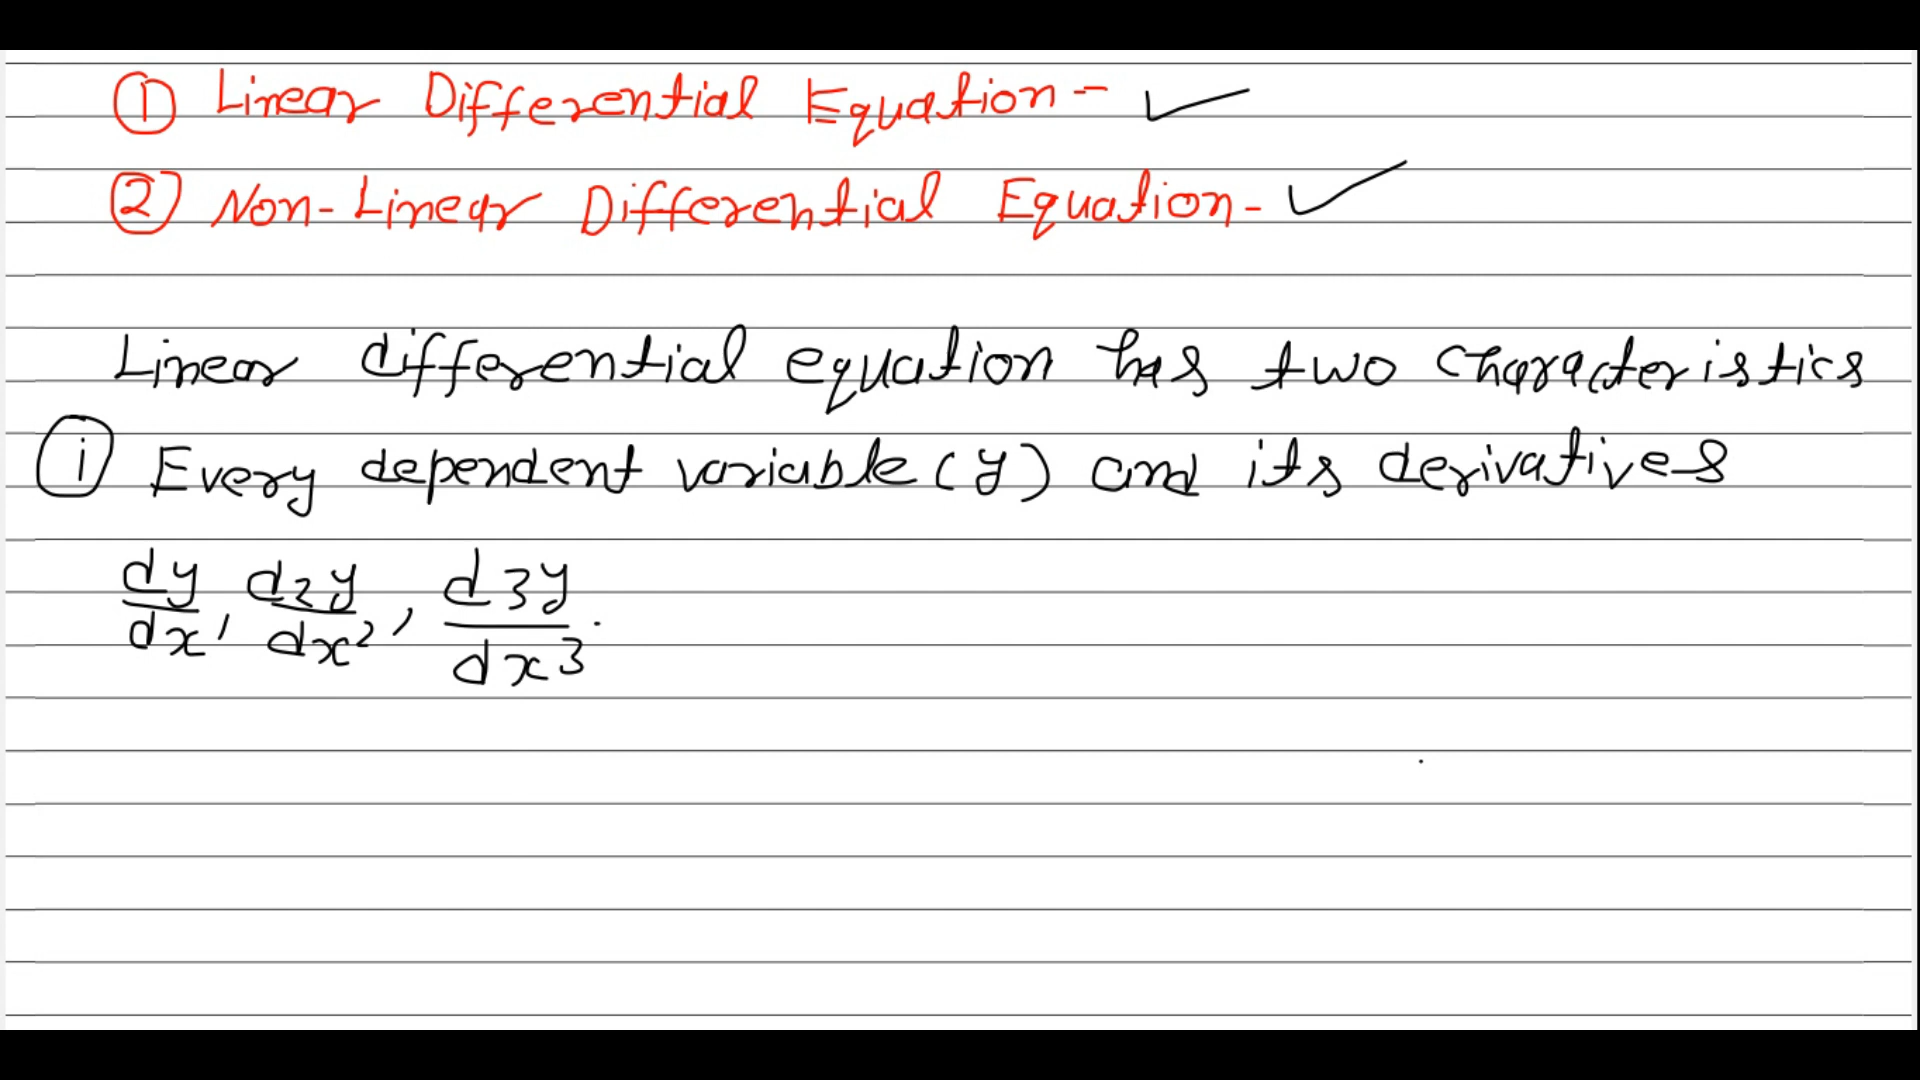 ① Linear Differential Equation - ✓
② Non-Linear Differential Equation - ✓
Linear differential equation has two characteristics
ⓘ Every dependent variable (y) and its derivatives
dy/dx, d2y/dx², d3y/dx3.